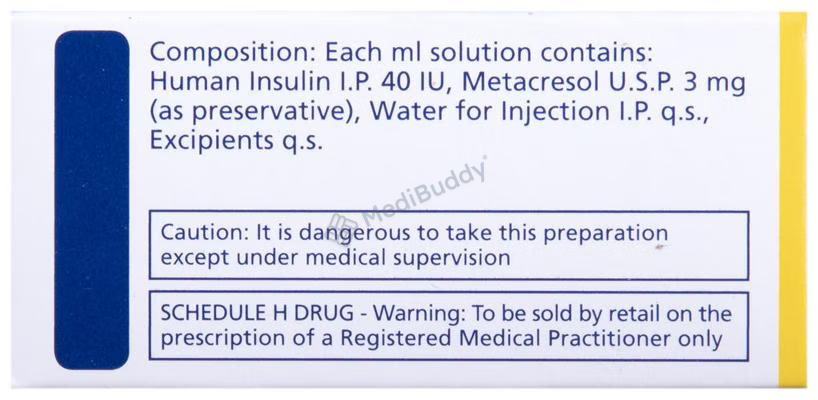 Composition: Each ml solution contains:
Human Insulin I.P. 40 IU, Metacresol U.S.P. 3 mg
(as preservative), Water for Injection I.P. q.s.,
Excipients q.s.
MediBuddy
Caution: It is dangerous to take this preparation
except under medical supervision
SCHEDULE H DRUG - Warning: To be sold by retail on the
prescription of a Registered Medical Practitioner only